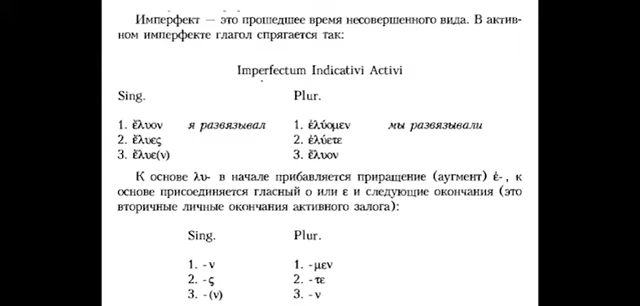 Имперфект — это прошедшее время несовершенного вида. В актив-
ном имперфекте глагол спрягается так:
Imperfectum Indicativi Activi
Sing. Plur.
1. ἔλυον я развязывал 1. ἐλύομεν мы развязывали
2. ἔλυες 2. ἐλύετε
3. ἔλυε(ν) 3. ἔλυον
К основе λυ- в начале прибавляется приращение (аугмент) ἐ-, к
основе присоединяется гласный ο или ε и следующие окончания (это
вторичные личные окончания активного залога):
Sing. Plur.
1. -ν 1. -μεν
2. -ς 2. -τε
3. -(ν) 3. -ν